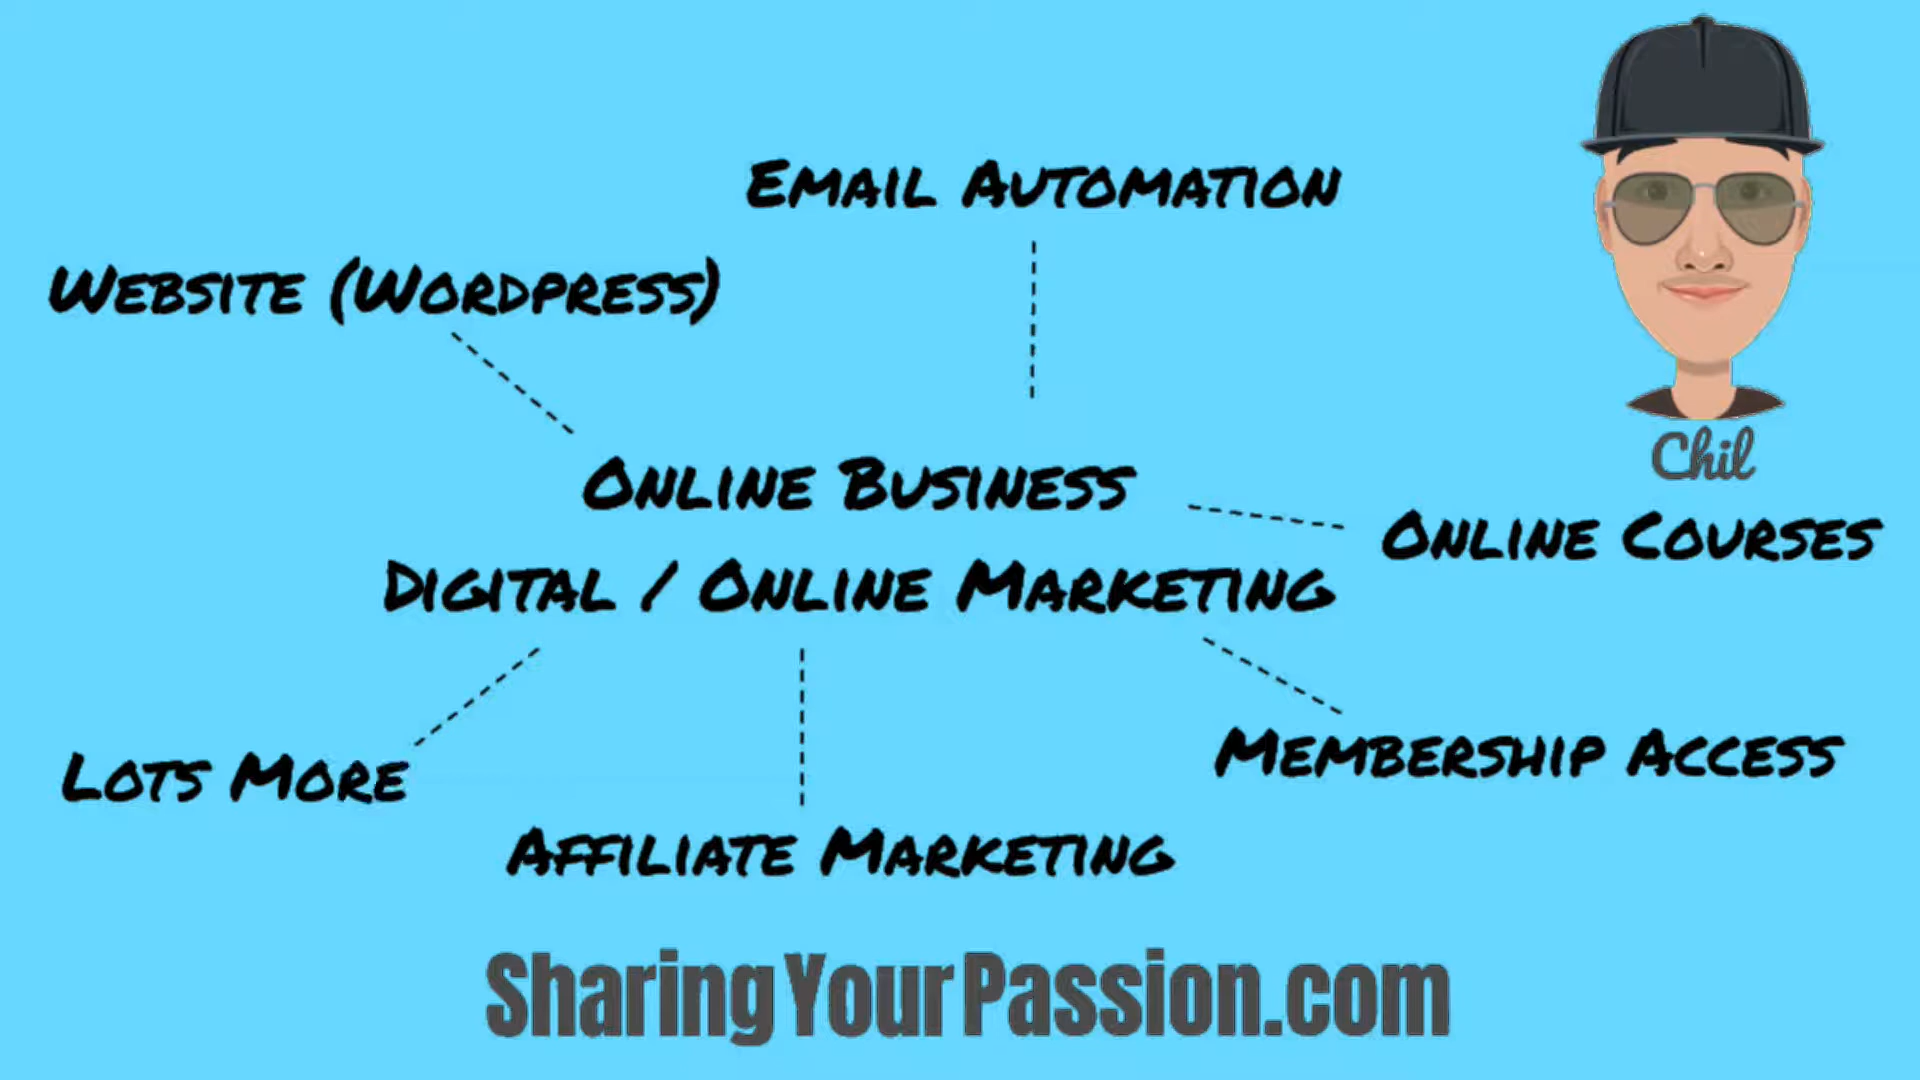 Email Automation
Website (Wordpress)
Chil
Online Business
Online Courses
Digital / Online Marketing
Membership Access
Lots More
Affiliate Marketing
SharingYourPassion.com